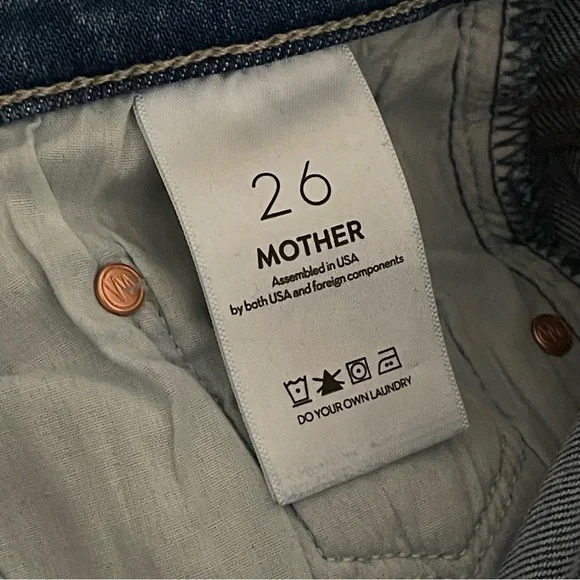 26
MOTHER
Assembled in USA
by both USA and foreign components
DO YOUR OWN LAUNDRY